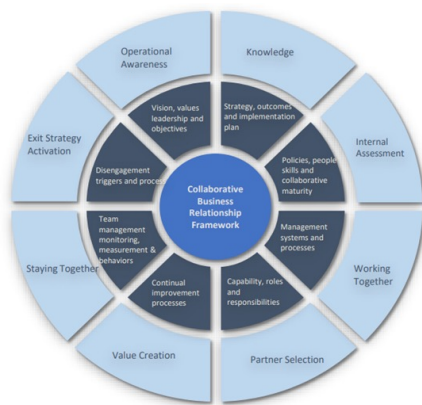 Operational
Awareness
Knowledge
Internal
Assessment
Working
Together
Partner Selection
Value Creation
Staying Together
Exit Strategy
Activation
Vision, values
leadership and
objectives
Strategy, outcomes
and implementation
plan
Policies, people
skills and
collaborative
maturity
Management
systems and
processes
Capability, roles
and
responsibilities
Continual
improvement
processes
Team
management
monitoring,
measurement &
behaviors
Disengagement
triggers and process
Collaborative
Business
Relationship
Framework